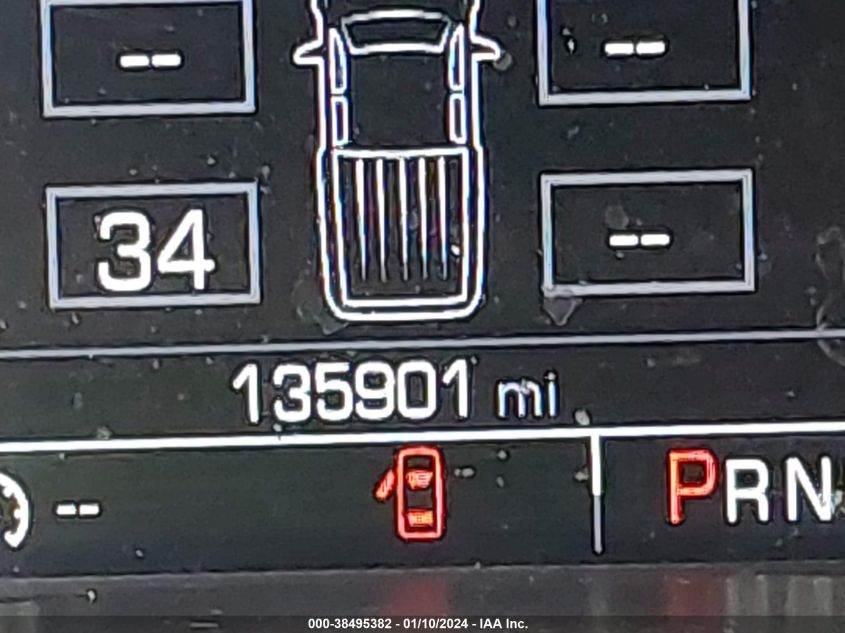 -- --
34 --
135901 mi
-- PRN
000-38495382 - 01/10/2024 - IAA Inc.